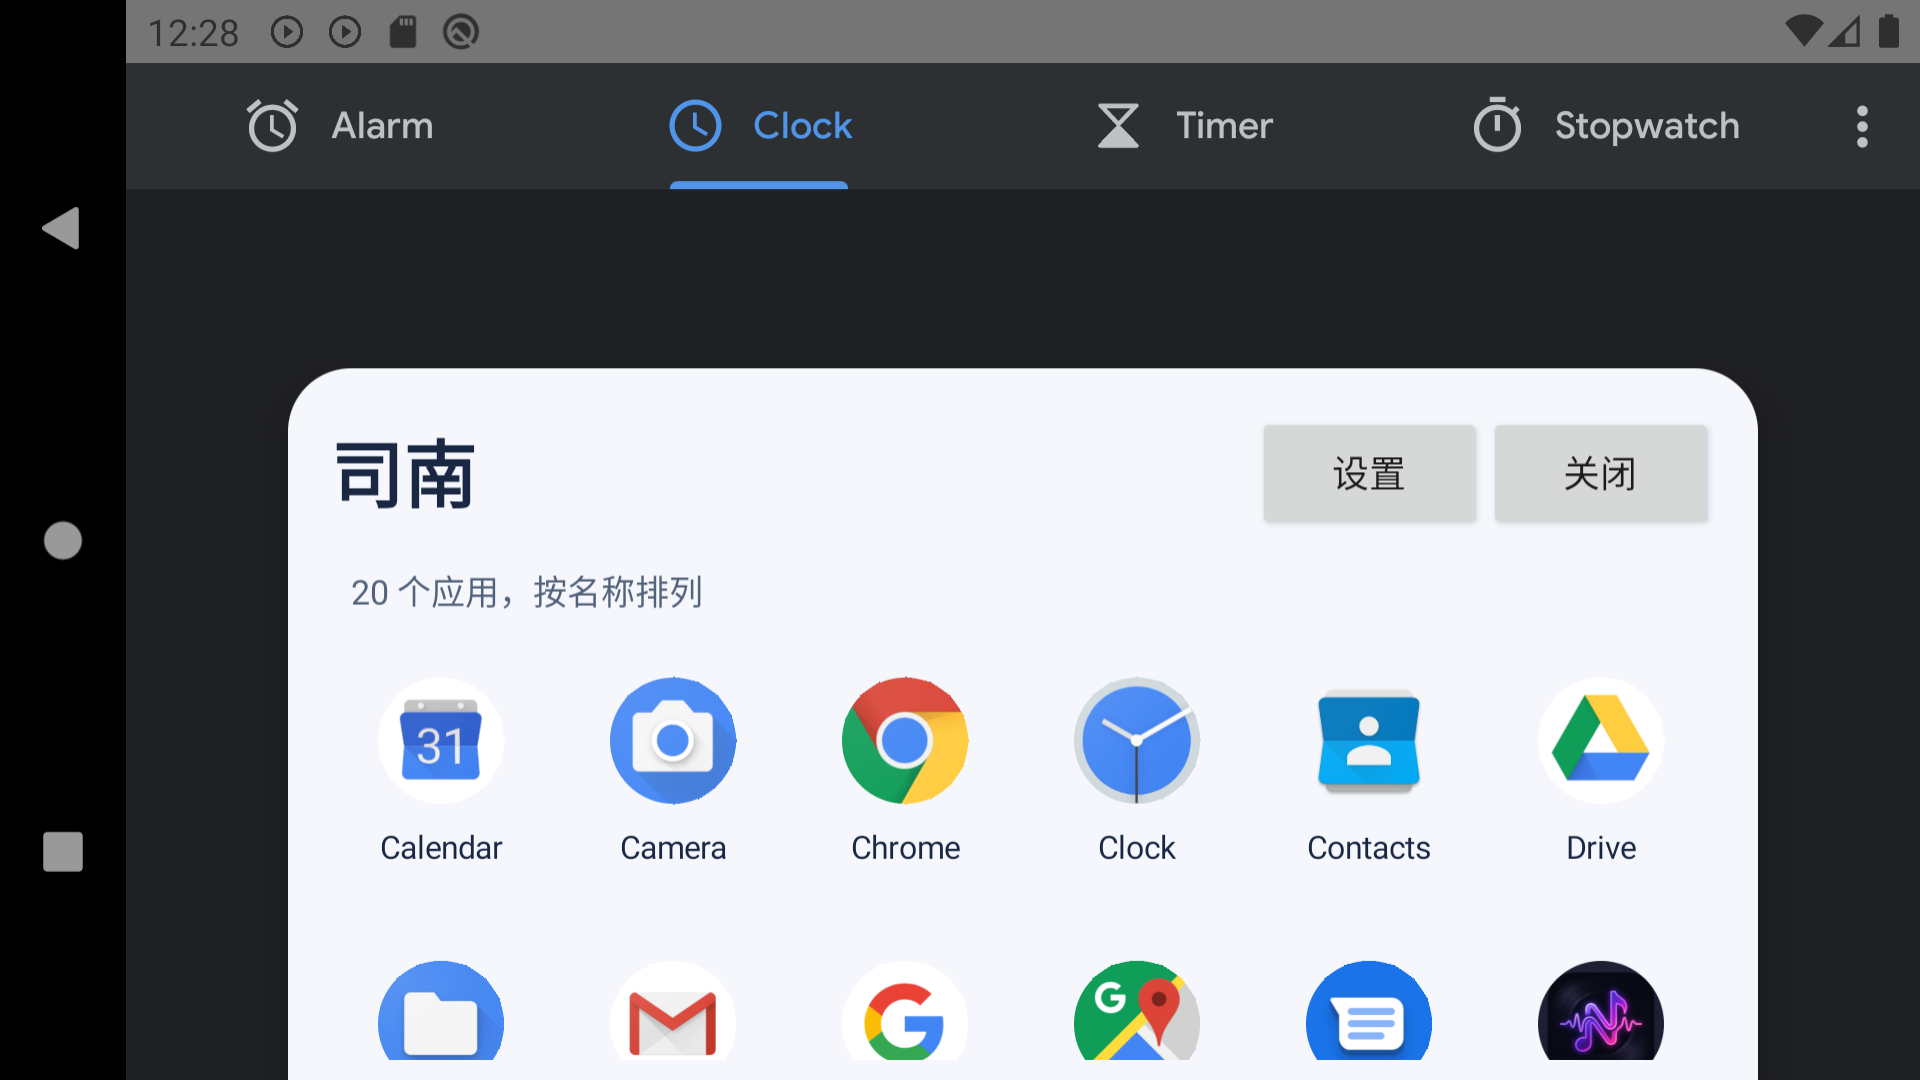 12:28
Alarm
Clock
Timer
Stopwatch
司南
设置
关闭
20 个应用，按名称排列
31
Calendar
Camera
Chrome
Clock
Contacts
Drive